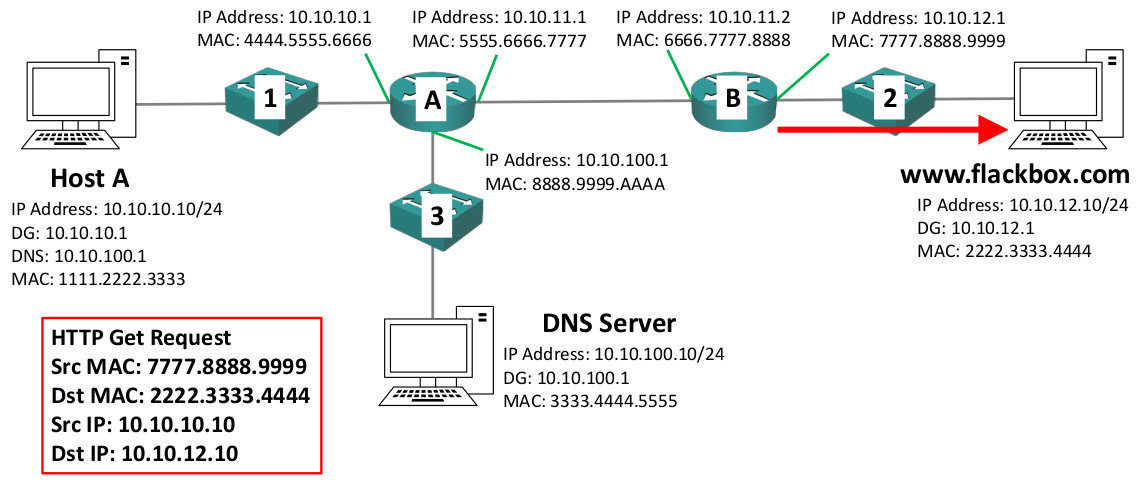 IP Address: 10.10.10.1
MAC: 4444.5555.6666
IP Address: 10.10.11.1
MAC: 5555.6666.7777
IP Address: 10.10.11.2
MAC: 6666.7777.8888
IP Address: 10.10.12.1
MAC: 7777.8888.9999
1
A
B
2
IP Address: 10.10.100.1
MAC: 8888.9999.AAAA
3
Host A
IP Address: 10.10.10.10/24
DG: 10.10.10.1
DNS: 10.10.100.1
MAC: 1111.2222.3333
www.flackbox.com
IP Address: 10.10.12.10/24
DG: 10.10.12.1
MAC: 2222.3333.4444
HTTP Get Request
Src MAC: 7777.8888.9999
Dst MAC: 2222.3333.4444
Src IP: 10.10.10.10
Dst IP: 10.10.12.10
DNS Server
IP Address: 10.10.100.10/24
DG: 10.10.100.1
MAC: 3333.4444.5555